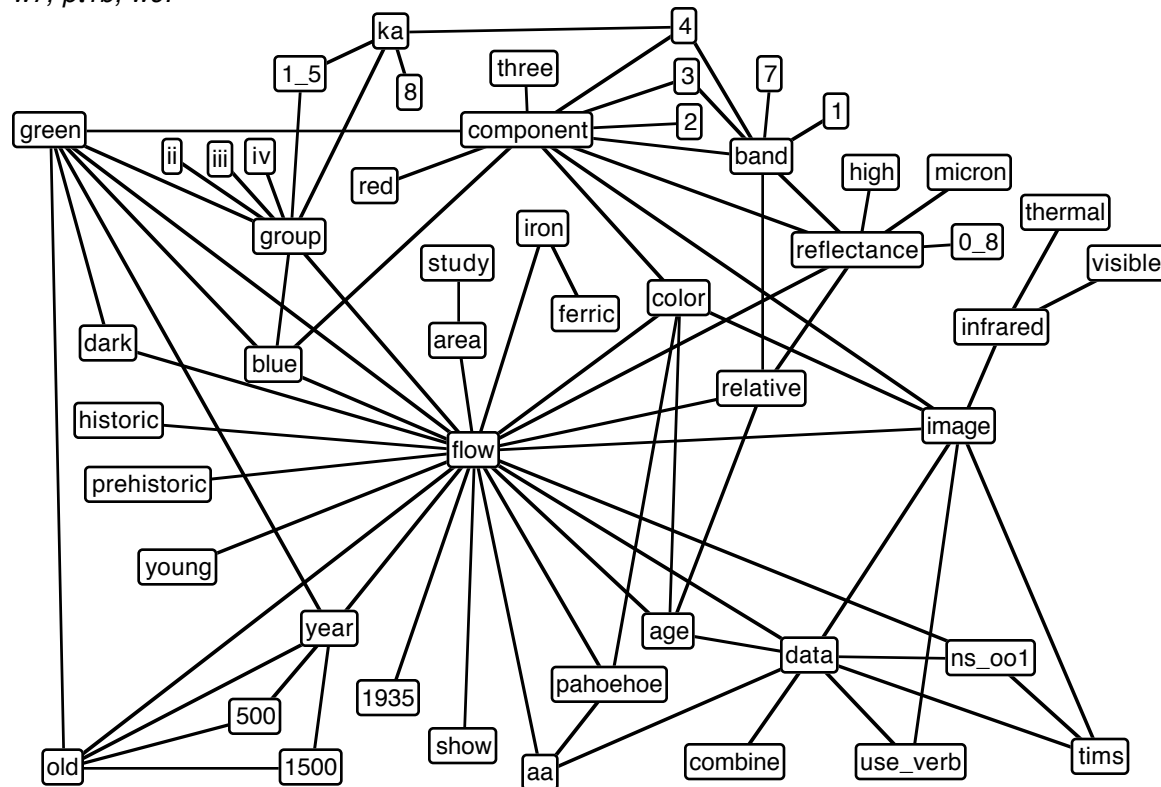 ka
4
three
3
7
1_5
8
1
green
component
2
ii
iii
iv
band
red
high
micron
group
iron
thermal
reflectance
0_8
study
visible
color
ferric
infrared
dark
area
blue
relative
historic
flow
image
prehistoric
young
year
age
data
ns_oo1
1935
pahoehoe
500
show
old
1500
aa
combine
use_verb
tims